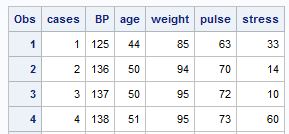 Obs cases BP age weight pulse stress
1 1 125 44 85 63 33
2 2 136 50 94 70 14
3 3 137 50 95 72 10
4 4 138 51 95 73 60